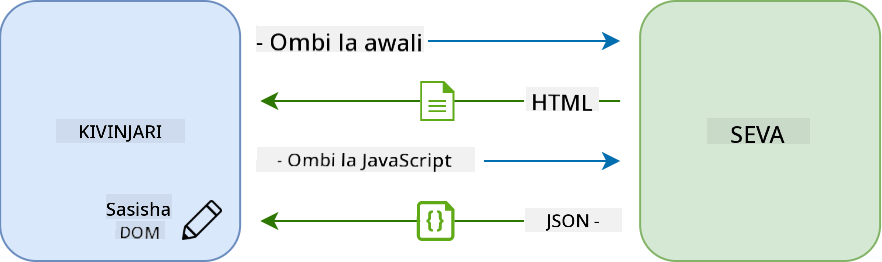 - Ombi la awali
HTML
KIVINJARI
SEVA
- Ombi la JavaScript
Sasisha
DOM
{}
JSON -